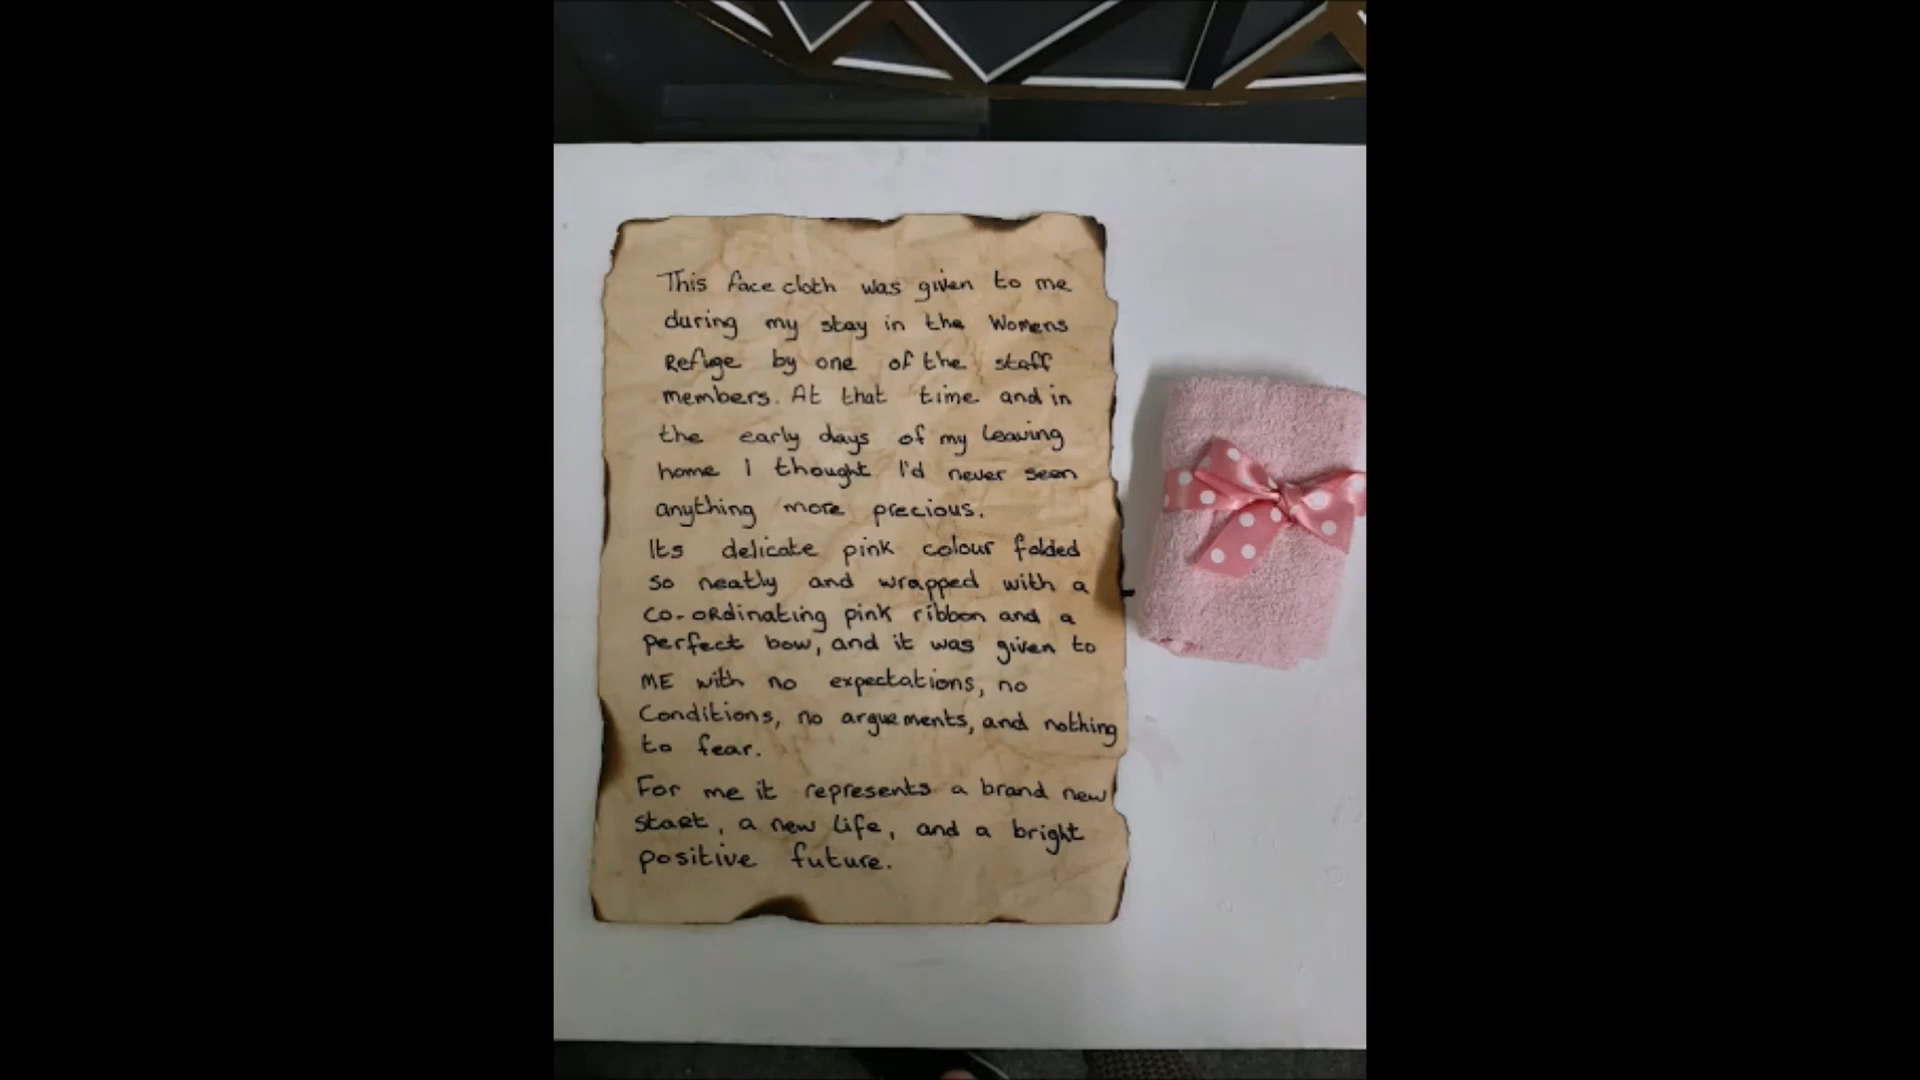 This face cloth was given to me
during my stay in the Womens
Refuge by one of the staff
members. At that time and in
the early days of my leaving
home I thought I'd never seen
anything more precious.
Its delicate pink colour folded
so neatly and wrapped with a
co-ordinating pink ribbon and a
perfect bow, and it was given to
ME with no expectations, no
Conditions, no arguements, and nothing
to fear.
For me it represents a brand new
start, a new life, and a bright
positive future.